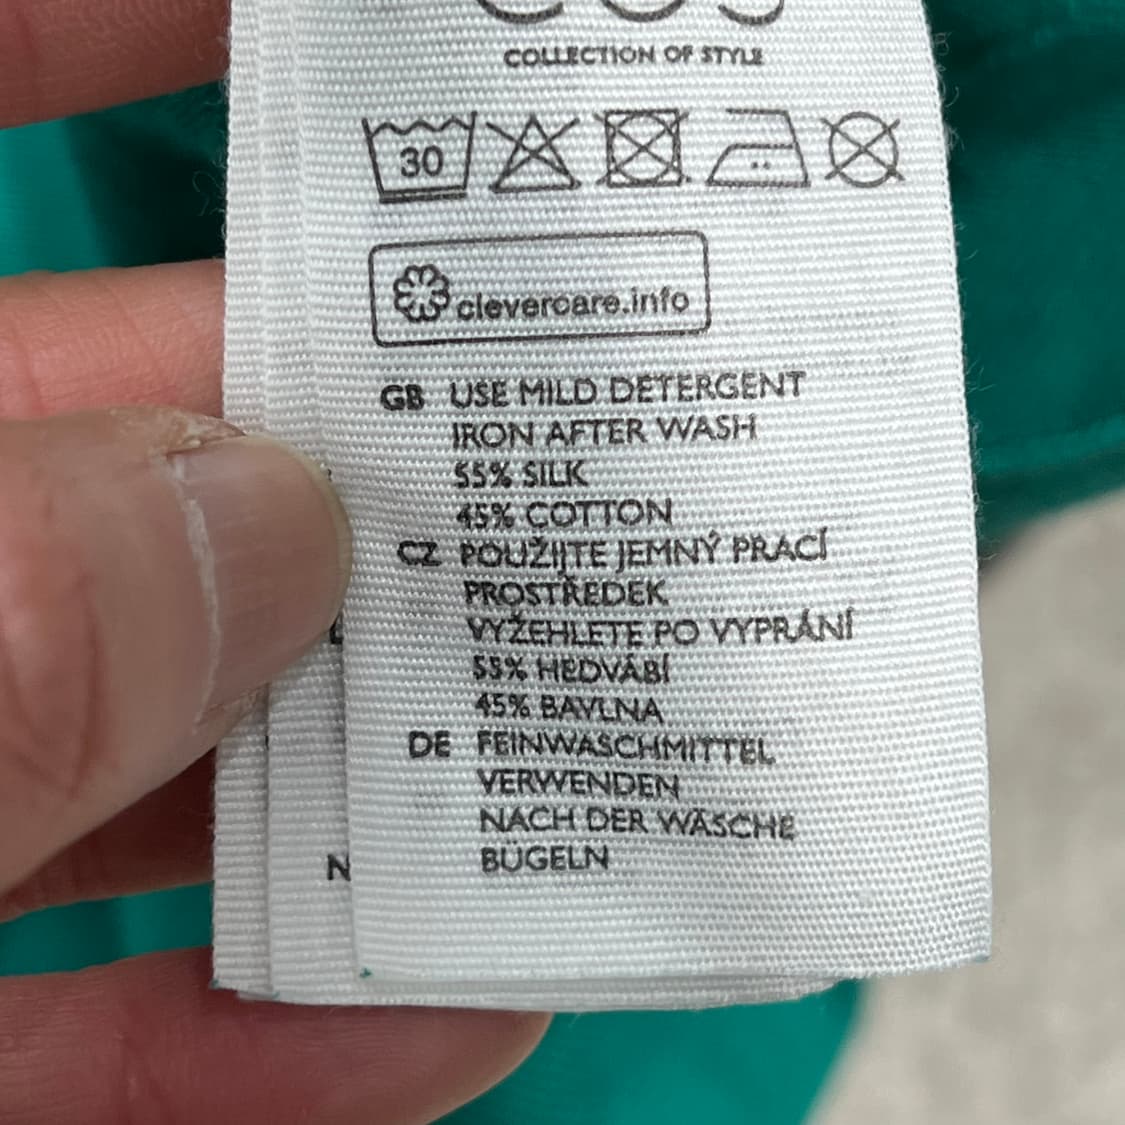 COS
COLLECTION OF STYLE
30
clevercare.info
GB USE MILD DETERGENT
IRON AFTER WASH
55% SILK
45% COTTON
CZ POUŽIJTE JEMNÝ PRACÍ
PROSTŘEDEK
VYŽEHLETE PO VYPRÁNÍ
55% HEDVÁBÍ
45% BAVLNA
DE FEINWASCHMITTEL
VERWENDEN
NACH DER WÄSCHE
BÜGELN
N